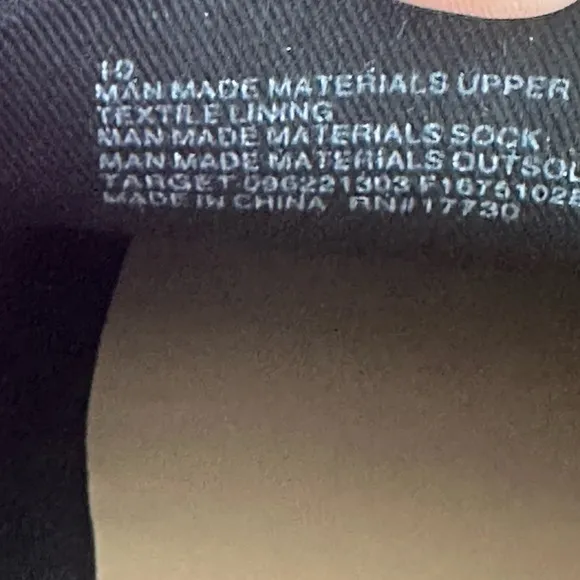 10
MAN MADE MATERIALS UPPER
TEXTILE LINING
MAN MADE MATERIALS SOCK
MAN MADE MATERIALS OUTSOL
TARGET 096221303
MADE IN CHINA RN#17730